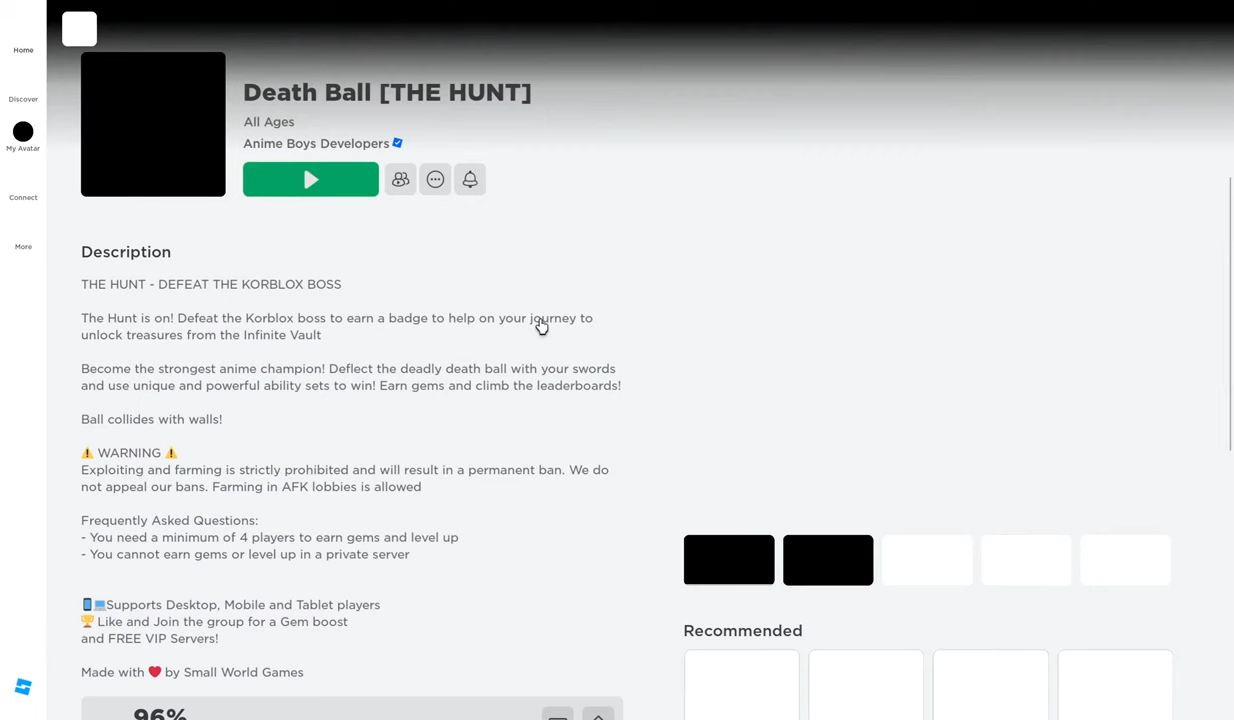 Home
Discover
My Avatar
Connect
More
Death Ball [THE HUNT]
All Ages
Anime Boys Developers
Description
THE HUNT - DEFEAT THE KORBLOX BOSS
The Hunt is on! Defeat the Korblox boss to earn a badge to help on your journey to
unlock treasures from the Infinite Vault
Become the strongest anime champion! Deflect the deadly death ball with your swords
and use unique and powerful ability sets to win! Earn gems and climb the leaderboards!
Ball collides with walls!
⚠️ WARNING ⚠️
Exploiting and farming is strictly prohibited and will result in a permanent ban. We do
not appeal our bans. Farming in AFK lobbies is allowed
Frequently Asked Questions:
- You need a minimum of 4 players to earn gems and level up
- You cannot earn gems or level up in a private server
📱💻Supports Desktop, Mobile and Tablet players
🏆 Like and Join the group for a Gem boost
and FREE VIP Servers!
Made with ❤️ by Small World Games
96%
Recommended